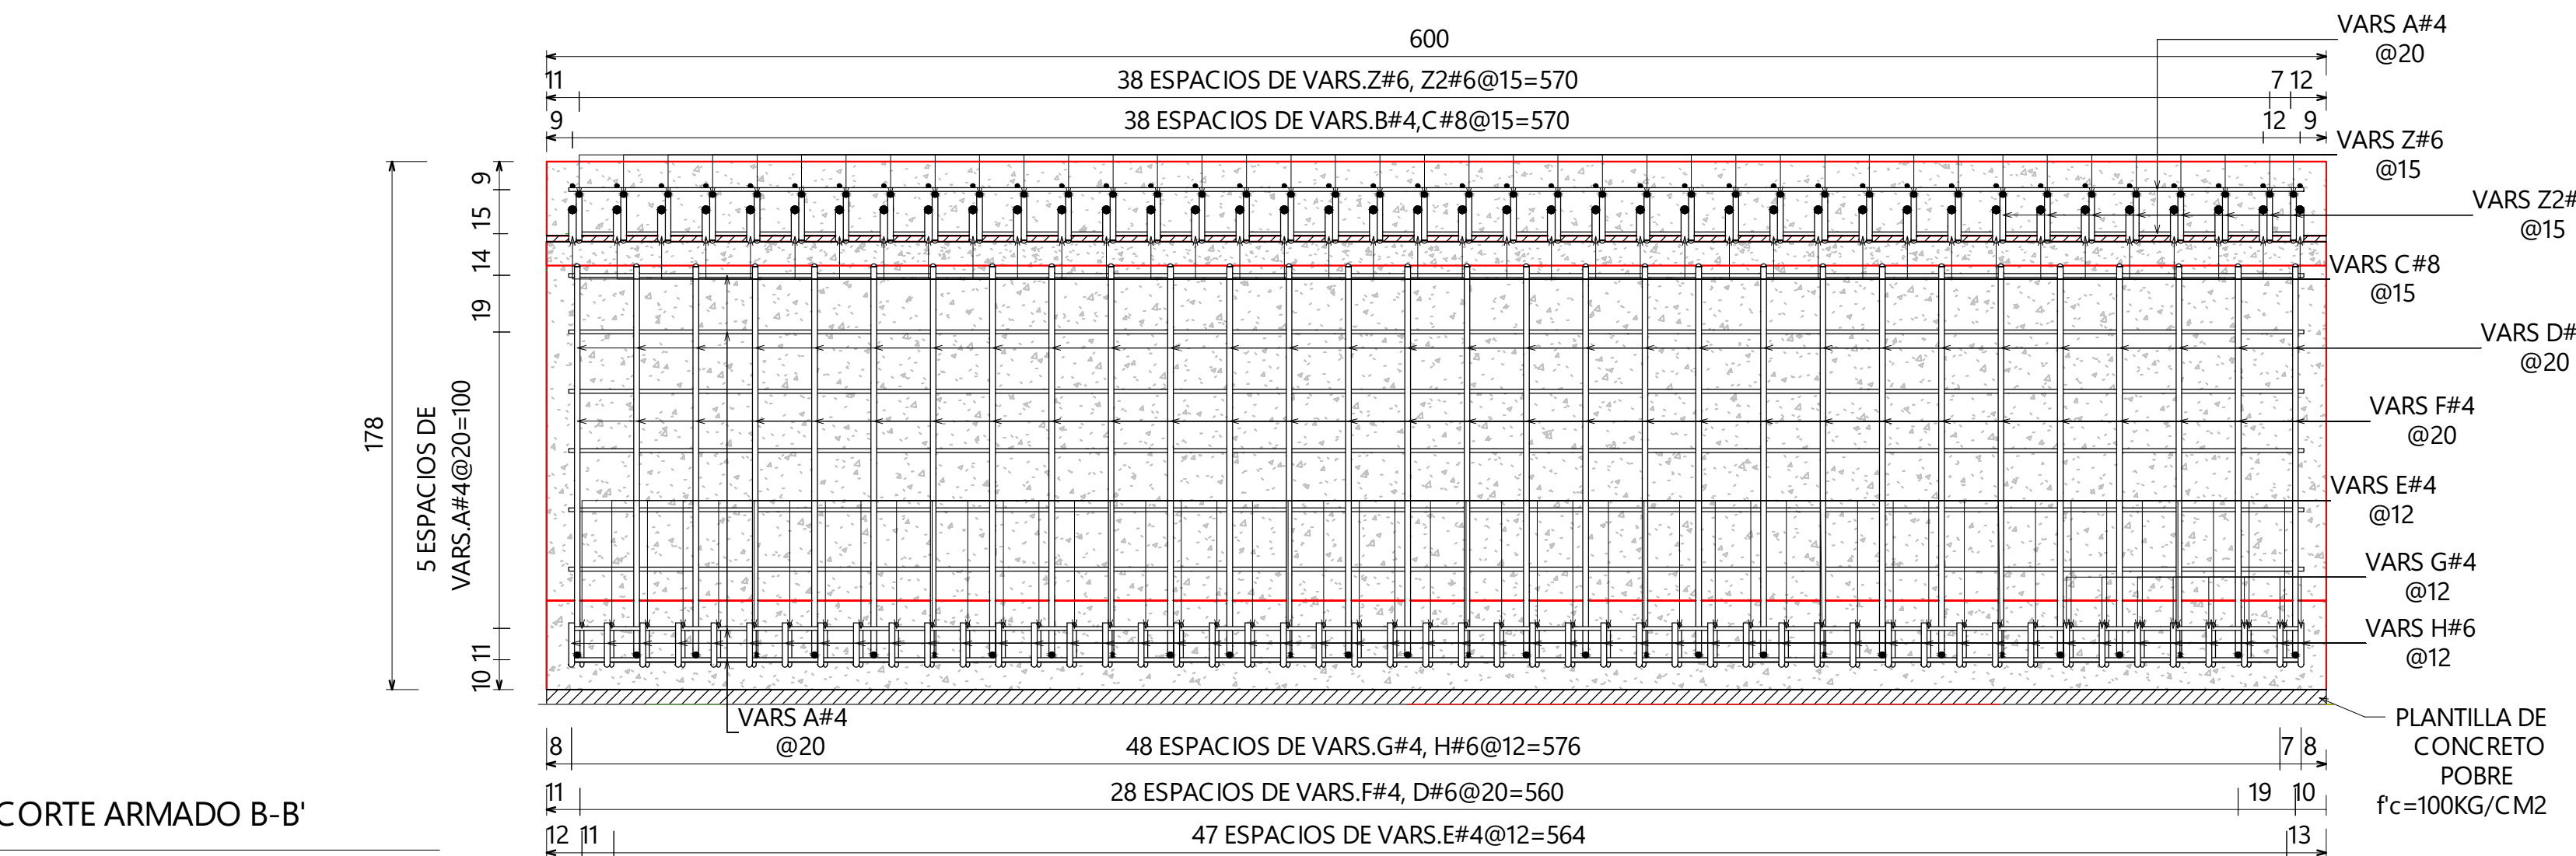 600
VARS A#4
@20
11
38 ESPACIOS DE VARS.Z#6, Z2#6@15=570
7
12
9
38 ESPACIOS DE VARS.B#4,C#8@15=570
12
9
VARS Z#6
@15
VARS Z2#
@15
VARS C#8
@15
VARS D#
@20
VARS F#4
@20
VARS E#4
@12
VARS G#4
@12
VARS H#6
@12
9
15
14
19
178
5 ESPACIOS DE
VARS.A#4@20=100
11
10
VARS A#4
@20
PLANTILLA DE
CONCRETO
POBRE
f'c=100KG/CM2
8
48 ESPACIOS DE VARS.G#4, H#6@12=576
7
8
11
28 ESPACIOS DE VARS.F#4, D#6@20=560
19
10
12
11
47 ESPACIOS DE VARS.E#4@12=564
13
CORTE ARMADO B-B'